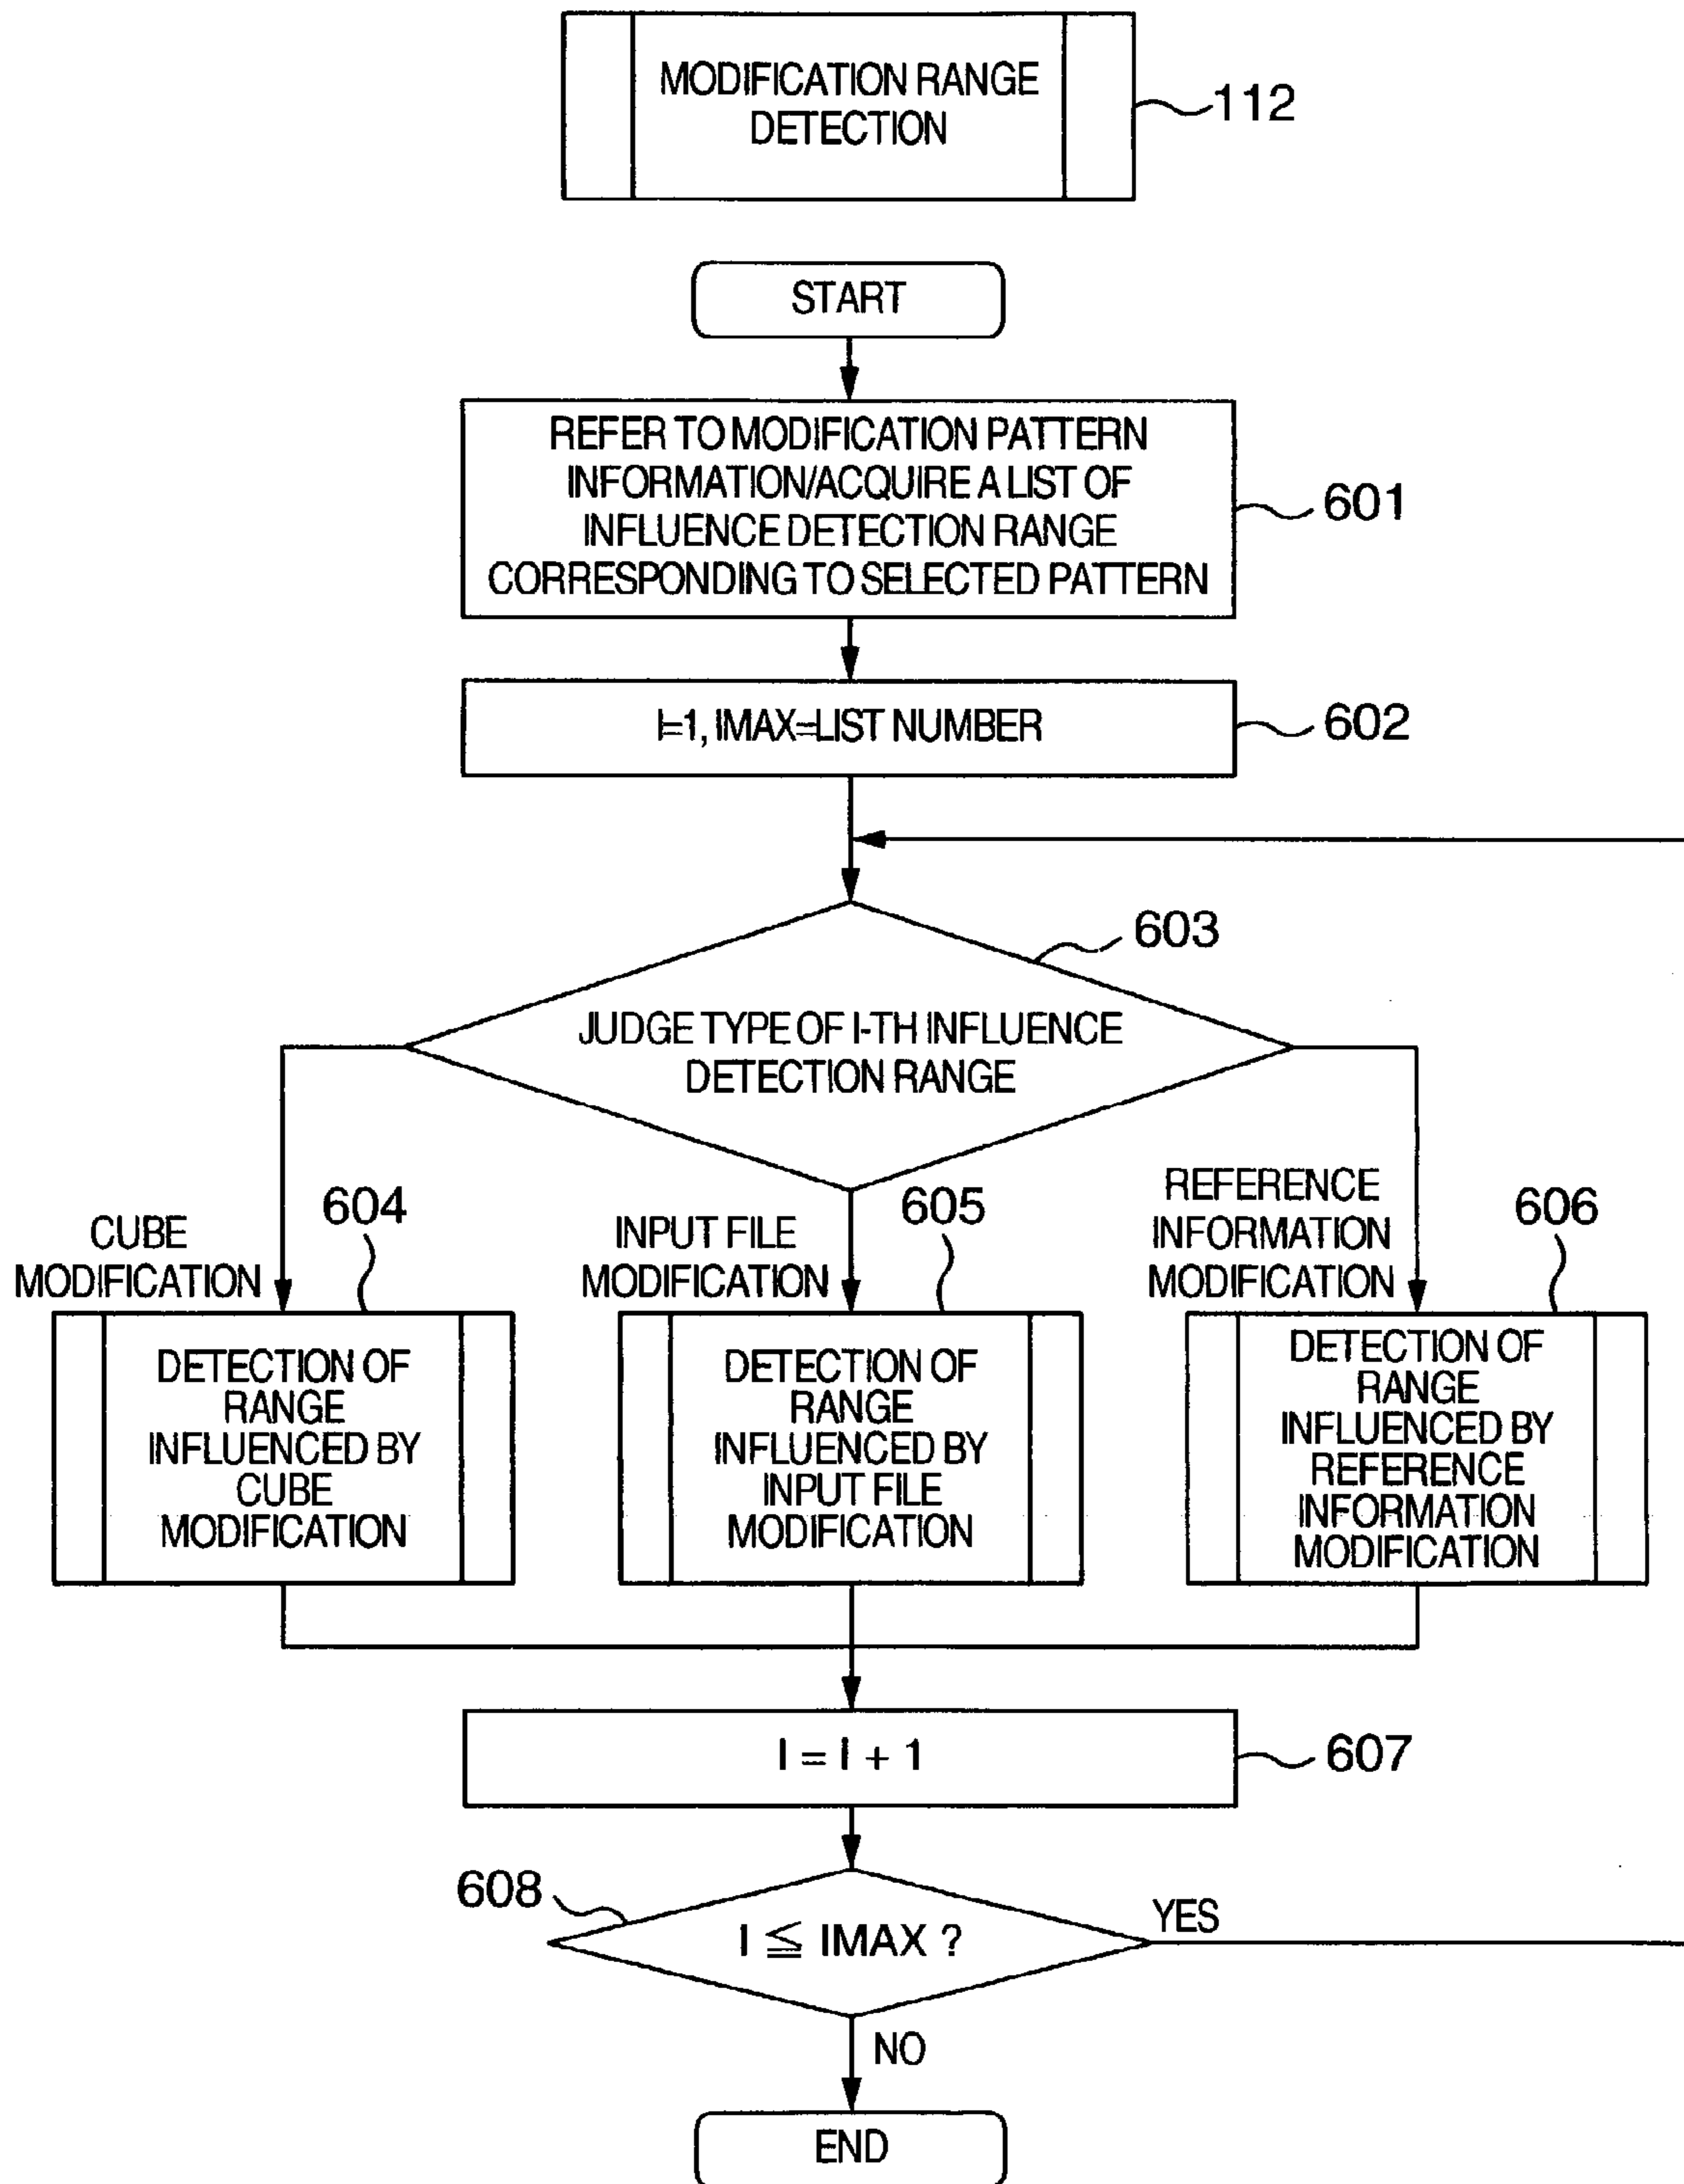 MODIFICATION RANGE
DETECTION
112
START
REFER TO MODIFICATION PATTERN
INFORMATION/ACQUIRE A LIST OF
INFLUENCE DETECTION RANGE
CORRESPONDING TO SELECTED PATTERN
601
I=1, IMAX=LIST NUMBER
602
603
JUDGE TYPE OF I-TH INFLUENCE
DETECTION RANGE
CUBE
MODIFICATION
604
INPUT FILE
MODIFICATION
605
REFERENCE
INFORMATION
MODIFICATION
606
DETECTION OF
RANGE
INFLUENCED BY
CUBE
MODIFICATION
DETECTION OF
RANGE
INFLUENCED BY
INPUT FILE
MODIFICATION
DETECTION OF
RANGE
INFLUENCED BY
REFERENCE
INFORMATION
MODIFICATION
I = I + 1
607
608
I ≦ IMAX ?
YES
NO
END